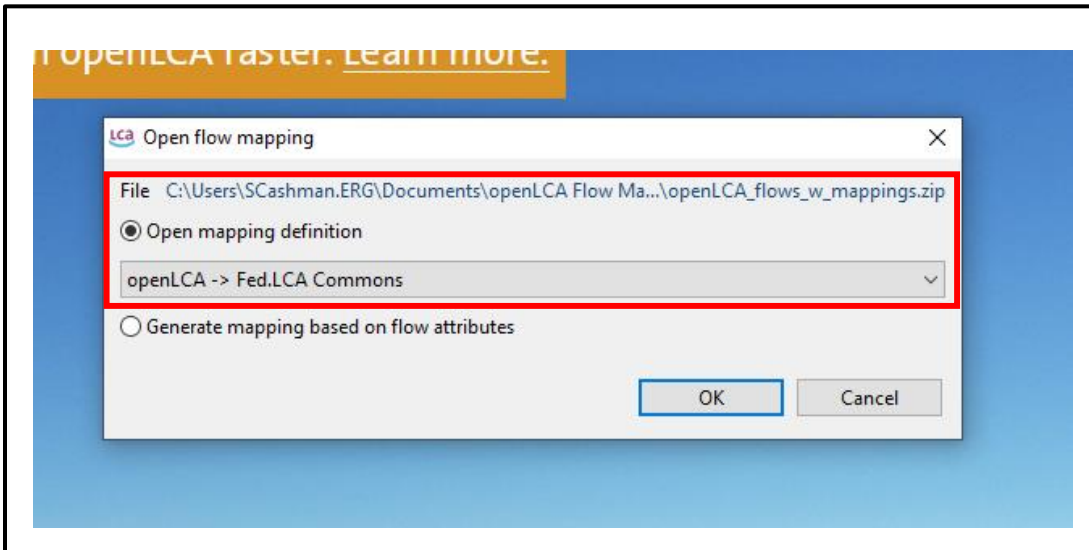 n openLCA faster. Learn more.
LCa Open flow mapping
File C:\Users\SCashman.ERG\Documents\openLCA Flow Ma...\openLCA_flows_w_mappings.zip
Open mapping definition
openLCA -> Fed.LCA Commons
Generate mapping based on flow attributes
OK Cancel